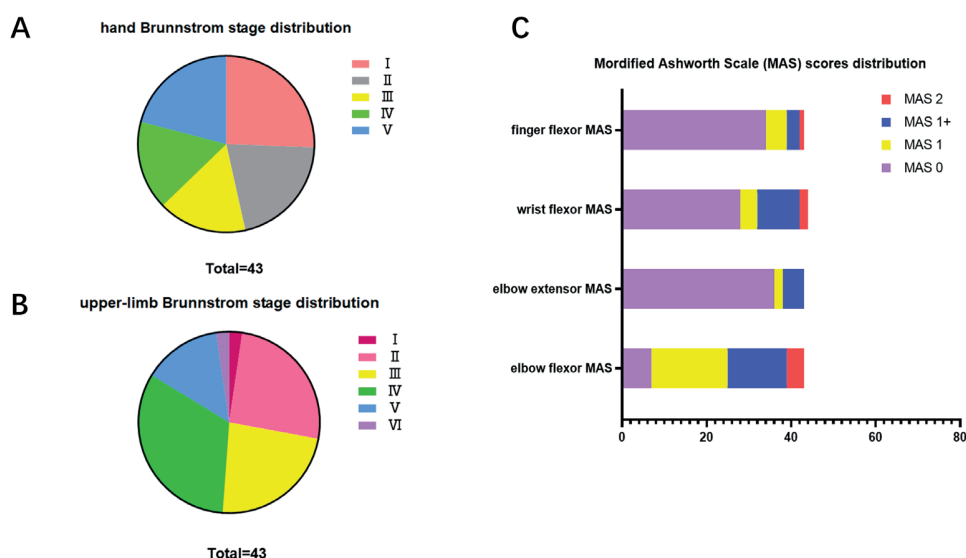 A
hand Brunnstrom stage distribution
Ⅰ
Ⅱ
Ⅲ
Ⅳ
Ⅴ
Total=43
B
upper-limb Brunnstrom stage distribution
Ⅰ
Ⅱ
Ⅲ
Ⅳ
Ⅴ
Ⅵ
Total=43
C
Mordified Ashworth Scale (MAS) scores distribution
MAS 2
MAS 1+
MAS 1
MAS 0
finger flexor MAS
wrist flexor MAS
elbow extensor MAS
elbow flexor MAS
0 20 40 60 80